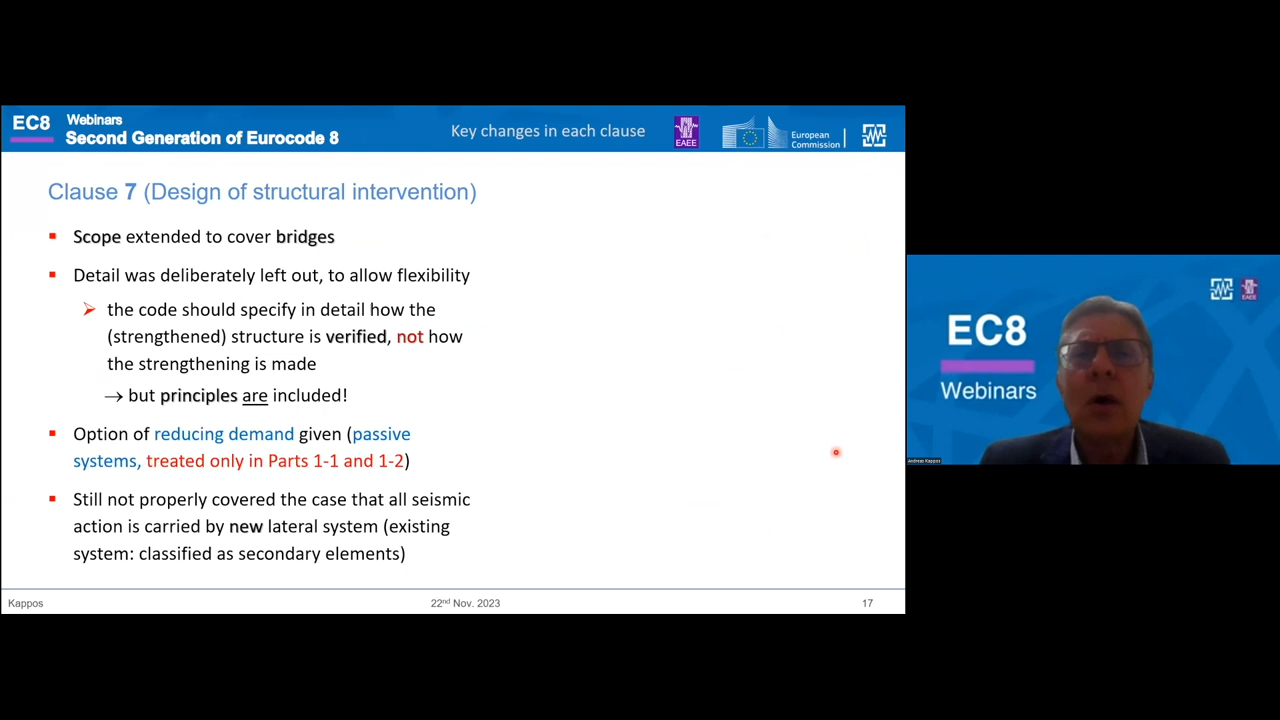 EC8
Webinars
Second Generation of Eurocode 8
Key changes in each clause
EAEE
European
Commission
Clause 7 (Design of structural intervention)
Scope extended to cover bridges
Detail was deliberately left out, to allow flexibility
the code should specify in detail how the
(strengthened) structure is verified, not how
the strengthening is made
→ but principles are included!
Option of reducing demand given (passive
systems, treated only in Parts 1-1 and 1-2)
Still not properly covered the case that all seismic
action is carried by new lateral system (existing
system: classified as secondary elements)
Kappos
22nd Nov. 2023
17
EC8
Webinars
EAEE
Andreas Kappos